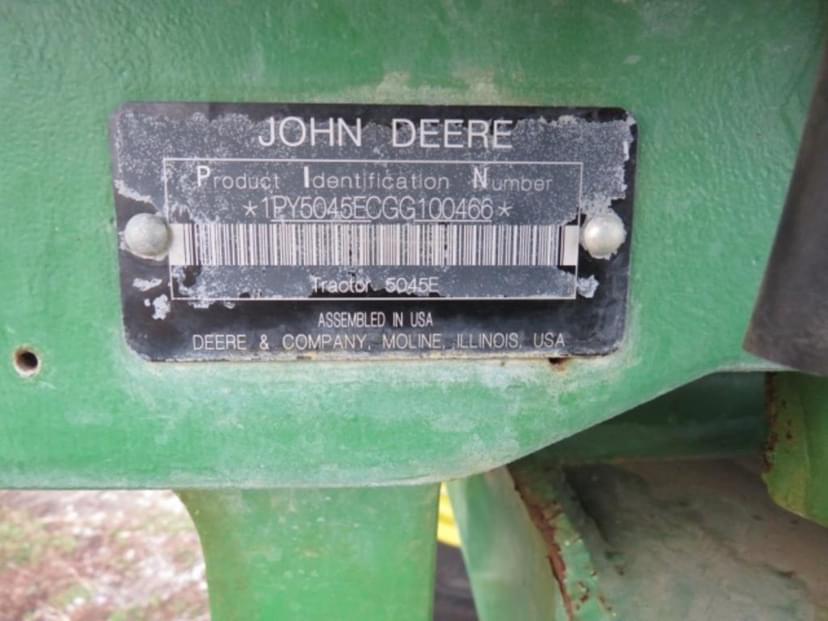 JOHN DEERE
Product Identification Number
*1PY5045ECGG100466*
Tractor 5045E
ASSEMBLED IN USA
DEERE & COMPANY, MOLINE, ILLINOIS, USA